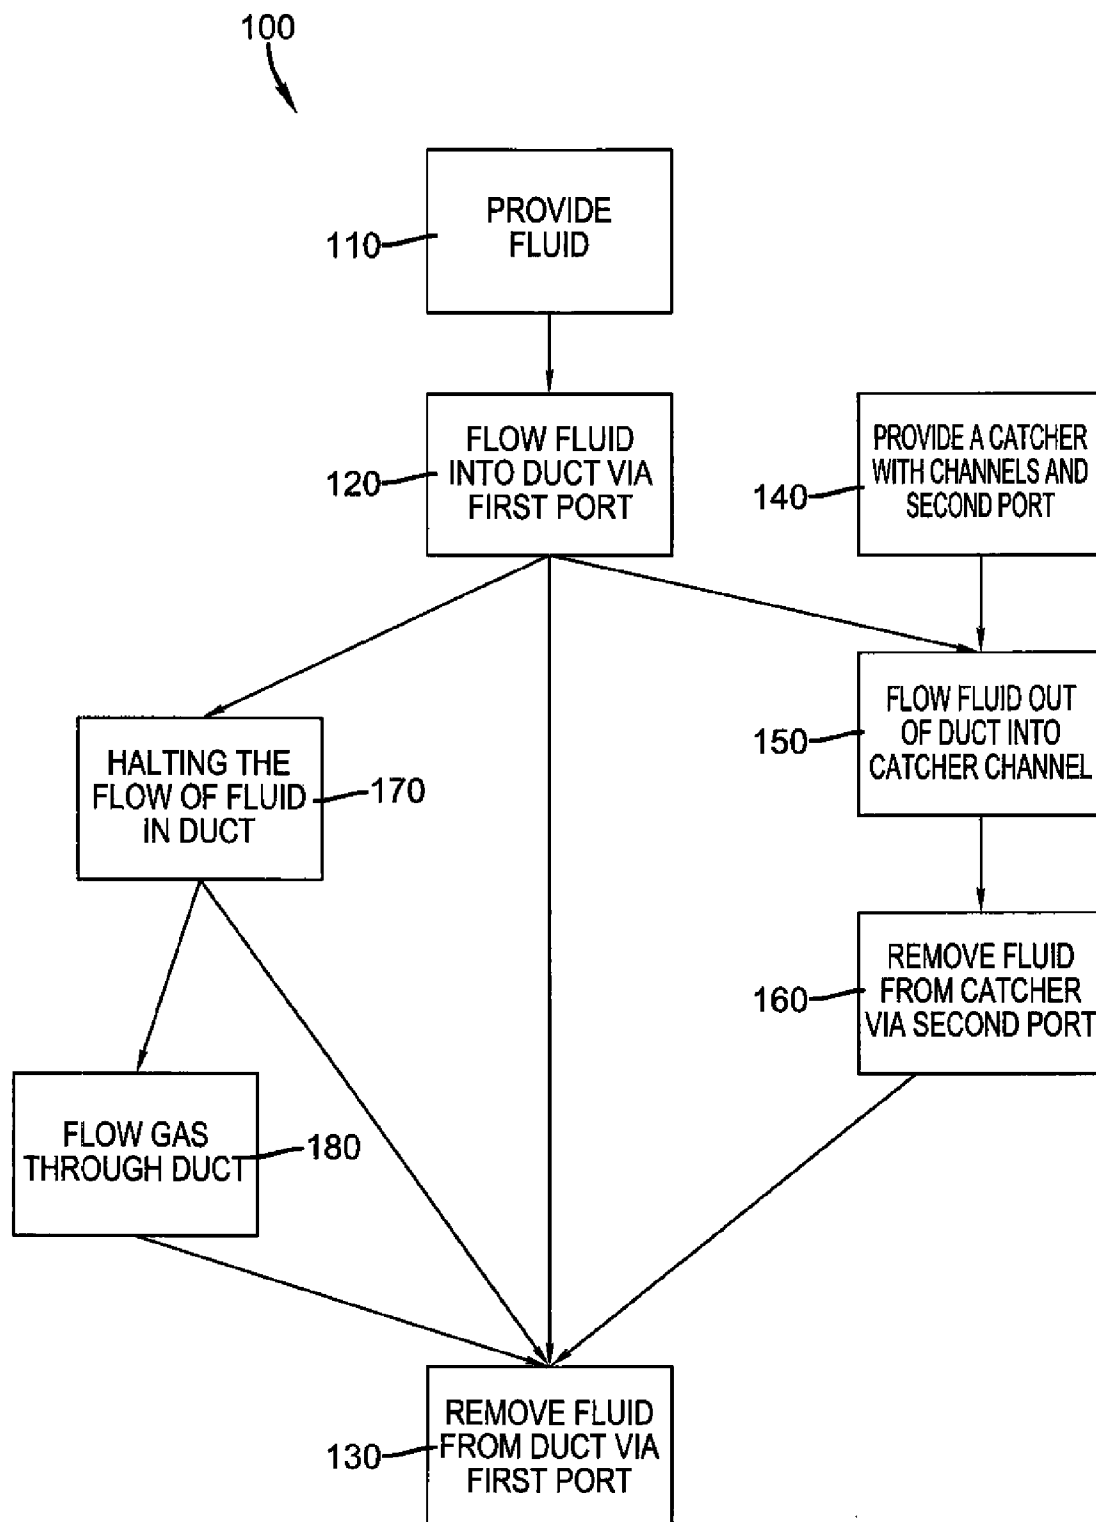 100
PROVIDE
FLUID
110
FLOW FLUID
INTO DUCT VIA
FIRST PORT
120
PROVIDE A CATCHER
WITH CHANNELS AND
SECOND PORT
140
FLOW FLUID OUT
OF DUCT INTO
CATCHER CHANNEL
150
HALTING THE
FLOW OF FLUID
IN DUCT
170
REMOVE FLUID
FROM CATCHER
VIA SECOND PORT
160
FLOW GAS
THROUGH DUCT
180
REMOVE FLUID
FROM DUCT VIA
FIRST PORT
130